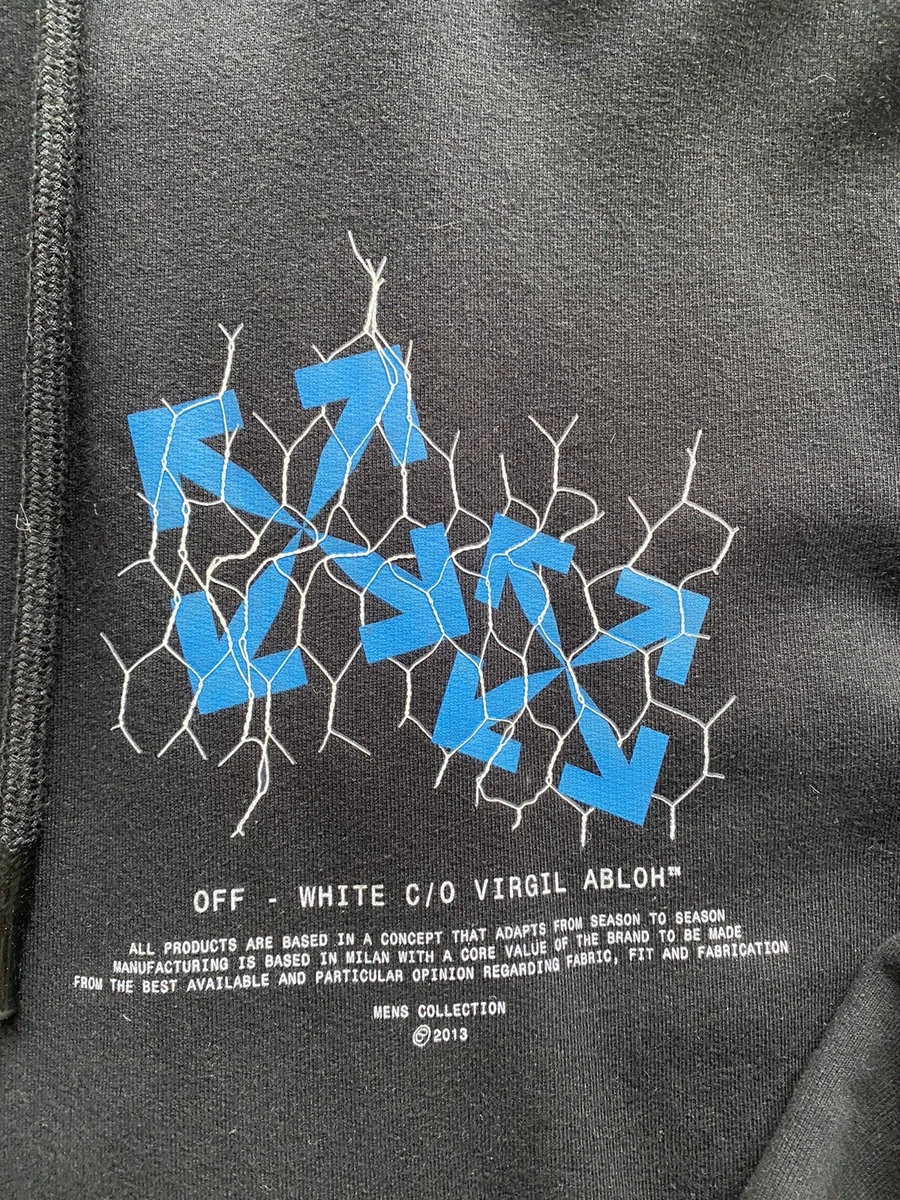 OFF - WHITE C/O VIRGIL ABLOH™
ALL PRODUCTS ARE BASED IN A CONCEPT THAT ADAPTS FROM SEASON TO SEASON
MANUFACTURING IS BASED IN MILAN WITH A CORE VALUE OF THE BRAND TO BE MADE
FROM THE BEST AVAILABLE AND PARTICULAR OPINION REGARDING FABRIC, FIT AND FABRICATION
MENS COLLECTION
©2013